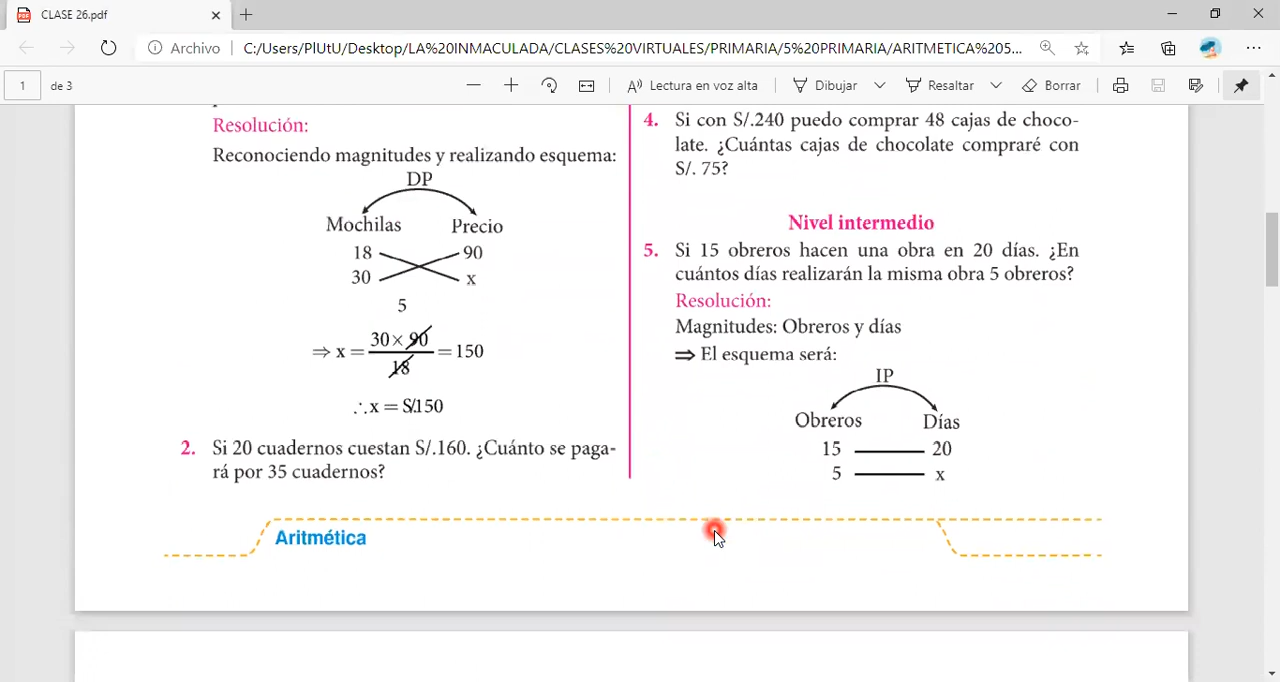 CLASE 26.pdf
Archivo
C:/Users/PlUtU/Desktop/LA%20INMACULADA/CLASES%20VIRTUALES/PRIMARIA/5%20PRIMARIA/ARITMETICA%205...
1 de 3
Lectura en voz alta
Dibujar
Resaltar
Borrar
Resolución:
Reconociendo magnitudes y realizando esquema:
DP
Mochilas Precio
18 90
30 x
5
⇒ x = 30 × 90 / 18 = 150
∴x = S/.150
2. Si 20 cuadernos cuestan S/.160. ¿Cuánto se paga-
rá por 35 cuadernos?
4. Si con S/.240 puedo comprar 48 cajas de choco-
late. ¿Cuántas cajas de chocolate compraré con
S/. 75?
Nivel intermedio
5. Si 15 obreros hacen una obra en 20 días. ¿En
cuántos días realizarán la misma obra 5 obreros?
Resolución:
Magnitudes: Obreros y días
⇒ El esquema será:
IP
Obreros Días
15 20
5 x
Aritmética